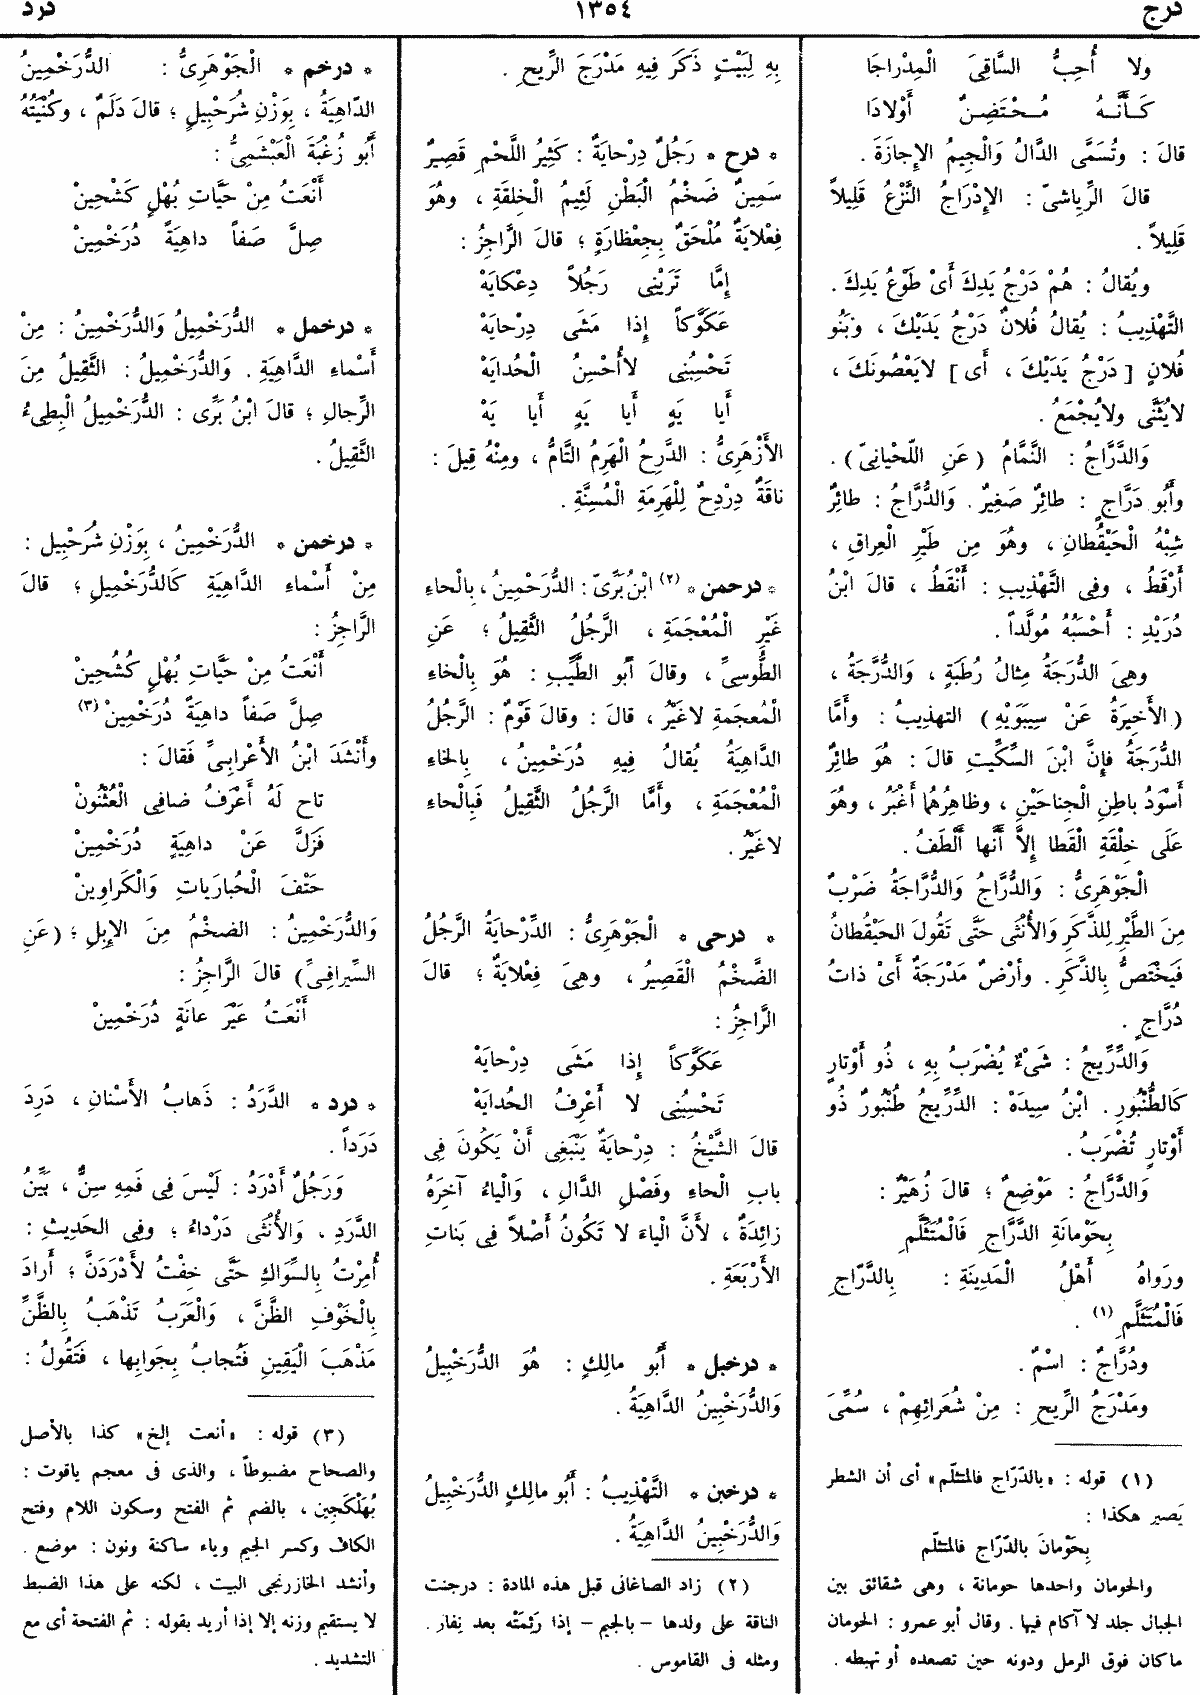 درج
١٣٥٤
درد
ولا أُحِبُّ السَّاقِىَ الْمِدْراجَا
كَـأَنَّـهُ مُـحْـتَضِـنٌ أَوْلادَا
قالَ : وتُسَمَّى الدَّالُ وَالْجِيمُ الإِجازَةَ .
قالَ الرِّياشىّ : الإِدْرَاجُ النَّزْعُ قَلِيلاً
قَلِيلاً .
ويُقالُ : هُمْ دَرْجُ يَدِكَ أَىْ طَوْعُ يَدِكَ .
التَّهْذِيبُ : يُقالُ فُلانٌ دَرْجُ يَدَيْكَ ، وَبَنُو
فُلانٍ [ دَرْجُ يَدَيْكَ ، أَى ] لايَعْصُونَكَ ،
لايُثَنَّى ولايُجْمَعُ .
وَالدَّرَّاجُ : النَّمَّامُ (عَنِ اللّحْيانِىّ) .
وأَبُو دَرَّاجٍ : طائِرٌ صَغِيرٌ . وَالدُّرَّاجُ : طائِرٌ
شِبْهُ الْحَيْقُطانِ ، وهُوَ مِن طَيْرِ الْعِراقِ ،
أَرْقَطُ ، وفِى التَّهْذِيبِ : أَنْقَطُ ، قالَ ابْنُ
دُرَيْدٍ : أَحْسَبُهُ مُولَّداً .
وهِىَ الدُّرَجَةُ مِثالُ رُطَبَةٍ ، وَالدُّرَّجَةُ ،
(الأَخِيرَةُ عَنْ سِيبَوَيْهِ) التهذِيبُ : وأَمَّا
الدُّرَجَةُ فَإِنَّ ابْنَ السِّكِّيتِ قالَ : هُوَ طائِرٌ
أَسْوَدُ باطِنِ الْجِناحَيْنِ ، وظاهِرُهُما أَغْبَرُ ، وهُوَ
عَلَى خِلْقَةِ الْقَطا إِلاَّ أَنَّها أَلْطَفُ .
الْجَوْهَرِىُّ : وَالدُّرَّاجُ وَالدُّرَّاجَةُ ضَرْبٌ
مِنَ الطَّيْرِ لِلذَّكَرِ وَالأُنْثَى حَتَّى تَقُولَ الحَيْقُطانُ
فَيَخْتَصُّ بِالذَّكَرِ . وأَرْضٌ مَدْرَجَةٌ أَىْ ذاتُ
دُرَّاجٍ .
وَالدِّرِّيجُ : شَىْءٌ يُضْرَبُ بِهِ ، ذُو أَوْتارٍ
كَالطُّنْبُورِ . ابْنُ سِيدَهْ : الدِّرِّيجُ طُنْبُورٌ ذُو
أَوْتارٍ تُضْرَبُ .
وَالدَّرَّاجُ : مَوْضِعٌ ؛ قالَ زُهَيْرٌ :
بِحَوْمانَةِ الدَّرَّاجِ فَالْمُتَثَلَّمِ
ورَواهُ أَهْلُ الْمَدِينَةِ : بِالدَّرَّاجِ
فَالْمُتَثَلَّمِ (١) .
ودُرَّاجٌ : اسْمٌ .
ومَدْرَجُ الرِّيحِ : مِنْ شُعَرائِهِمْ ، سُمِّىَ
(١) قوله : «بالدّرّاج فالمتثلّم» أى أن الشطر
يَصير هكذا :
بِحَوْمانَ بالدّرّاج فالمتثلّم
والحومان واحدها حومانة ، وهى شقائق بين
الجبال جلد لا آكام فيها . وقال أبو عمرو : الحومان
ماكان فوق الرمل ودونه حين تصعده أو تهبطه .
بِهِ لِبَيْتٍ ذَكَرَ فِيهِ مَدْرَجَ الرِّيحِ .
* درح * رَجُلٌ دِرْحايَةٌ : كَثِيرُ اللَّحْمِ قَصِيرٌ
سَمِينٌ ضَخْمُ الْبَطْنِ لَئِيمُ الْخِلقَةِ ، وهُوَ
فِعْلايَةٌ مُلْحَقٌ بِجِعْظارَةٍ ؛ قالَ الرَّاجِزُ :
إِمَّا تَرَيْنِى رَجُلاً دِعْكايَهْ
عَكَوَّكاً إِذا مَشَى دِرْحايَهْ
تَحْسِبُنِى لاأُحْسِنُ الْحُدايَهْ
أَيا يَهٍ أَيا يَهٍ أَيا يَهْ
الأَزْهَرِىُّ : الدَّرِحُ الْهَرِمُ التَّامُّ ، ومِنْهُ قِيلَ :
ناقَةٌ دِرْدِحٌ لِلْهَرِمَةِ الْمُسِنَّةِ .
* درحمن * (٢) ابْنُ بَرِّىّ : الدُّرَحْمِينُ ، بِالْحاءِ
غَيْرِ الْمُعْجَمَةِ ، الرَّجُلُ الثَّقِيلُ ؛ عَنِ
الطُّوسِىِّ ، وقالَ أَبُو الطَّيِّبِ : هُوَ بِالْخاءِ
الْمُعجَمَةِ لاغَيْرُ ، قالَ : وقالَ قَوْمٌ : الرَّجُلُ
الدَّاهِيَةُ يُقالُ فِيهِ دُرَخْمِينُ ، بِالخاءِ
الْمُعْجَمَةِ ، وأَمَّا الرَّجُلُ الثَّقِيلُ فَبِالْحاءِ
لاغَيْرُ .
* درحى * الْجَوْهَرِىُّ : الدِّرْحايَةُ الرَّجُلُ
الضَّخْمُ الْقَصِيرُ ، وهِىَ فِعْلايَةٌ ؛ قالَ
الرَّاجِزُ :
عَكَوَّكاً إِذا مَشَى دِرْحايَهْ
تَحْسِبُنِى لا أَعْرِفُ الحُدايَهْ
قالَ الشَّيْخُ : دِرْحايَةٌ يَنْبَغِى أَنْ يَكُونَ فِى
بابِ الْحاءِ وفَصْلِ الدَّالِ ، وَالْياءُ آخِرَهُ
زائِدَةٌ ، لأَنَّ الْياءَ لا تَكُونُ أَصْلاً فِى بَناتِ
الأَرْبَعَةِ .
* درخبل * أَبُو مالِكٍ : هُوَ الدُّرَخْبِيلُ
وَالدُّرَخْبِينُ الدَّاهِيَةُ .
* درخبن * التَّهْذِيبُ : أَبُو مالِكٍ الدُّرَخْبِيلُ
وَالدُّرَخْبِينُ الدَّاهِيَةُ .
(٢) زاد الصاغانى قبل هذه المادة : درجنت
الناقة على ولدها – بالجيم – إذا رَئِمَتْه بعد نِفار .
ومثله فى القاموس .
* درخم * الْجَوْهَرِىُّ : الدُّرَخْمِينُ
الدّاهِيَةُ ، بِوَزْنِ شُرَحْبِيلٍ ؛ قالَ دَلَمٌ ، وكُنْيَتُهُ
أَبُو زُغْبَةَ الْعَبْشَمِىُّ :
أَنْعَتُ مِنْ حَيَّاتِ بُهْلٍ كَشْحِينْ
صِلَّ صَفاً داهِيَةً دُرَخْمِينْ
* درخمل * الدُّرَخْمِيلُ وَالدُّرَخْمِينُ : مِنْ
أَسْماءِ الدَّاهِيَةِ . وَالدُّرَخْمِيلُ : الثَّقِيلُ مِنَ
الرِّجالِ ؛ قالَ ابْنُ بَرِّى : الدُّرَخْمِيلُ الْبِطِىءُ
الثَّقِيلُ .
* درخمن * الدُّرَخْمِينُ ، بِوَزْنِ شُرَحْبِيل :
مِنْ أَسْماءِ الدَّاهِيَةِ كَالدُّرَخْمِيلِ ؛ قالَ
الرَّاجِزُ :
أَنْعَتُ مِنْ حَيَّاتِ بُهْلٍ كُشُحِينْ
صِلَّ صَفاً داهِيَةً دُرَخْمِينْ (٣)
وأَنْشَدَ ابْنُ الأَعْرابِىِّ فَقالَ :
تاح لَهُ أَعْرَفُ ضافِى الْعُثْنُونْ
فَزَلَّ عَنْ داهِيَةٍ دُرَخْمِينْ
حَتْفَ الْحُبارَياتِ وَالْكَراوِينْ
وَالدُّرَخْمِينُ : الضخْمُ مِنَ الإِبِلِ ؛ (عَنِ
السِّيرافِىِّ) قالَ الرَّاجِزُ :
أَنْعَتُ عَيْرَ عانَةٍ دُرَخْمِينْ
* درد * الدَّرَدُ : ذَهابُ الأَسْنانِ ، دَرِدَ
دَرَداً .
وَرَجُلٌ أَدْرَدُ : لَيْسَ فِى فَمِهِ سِنٌّ ، بَيِّنُ
الدَّرَدِ ، وَالأُنْثَى دَرْداءُ ؛ وفِى الحَدِيثِ :
أُمِرْتُ بِالسِّوَاكِ حَتَّى خِفْتُ لأَدْرَدَنَّ ؛ أَرادَ
بِالْخَوْفِ الظَّنَّ ، وَالْعَرَبُ تَذْهَبُ بِالظَّنِّ
مَذْهَبَ الْيَقِينِ فَتُجابُ بِجَوابِها ، فَتَقُولُ :
(٣) قوله : «أنعت إلخ» كذا بالأصل
والصحاح مضبوطاً ، والذى فى معجم ياقوت :
بُهَلْكَجِين ، بالضم ثم الفتح وسكون اللام وفتح
الكاف وكسر الجيم وياء ساكنة ونون : موضع .
وأنشد الخازرنجى البيت ، لكنه على هذا الضبط
لا يستقيم وزنه إلا إذا أريد بقوله : ثم الفتحة أى مع
التشديد .